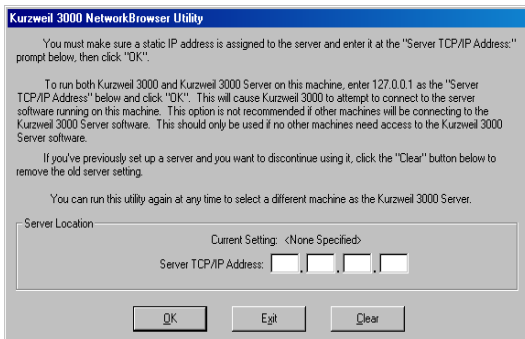 Kurzweil 3000 NetworkBrowser Utility
You must make sure a static IP address is assigned to the server and enter it at the "Server TCP/IP Address:"
prompt below, then click "OK".
To run both Kurzweil 3000 and Kurzweil 3000 Server on this machine, enter 127.0.0.1 as the "Server
TCP/IP Address" below and click "OK". This will cause Kurzweil 3000 to attempt to connect to the server
software running on this machine. This option is not recommended if other machines will be connecting to the
Kurzweil 3000 Server software. This should only be used if no other machines need access to the Kurzweil 3000
Server software.
If you've previously set up a server and you want to discontinue using it, click the "Clear" button below to
remove the old server setting.
You can run this utility again at any time to select a different machine as the Kurzweil 3000 Server.
Server Location
Current Setting: <None Specified>
Server TCP/IP Address: . . .
OK Exit Clear